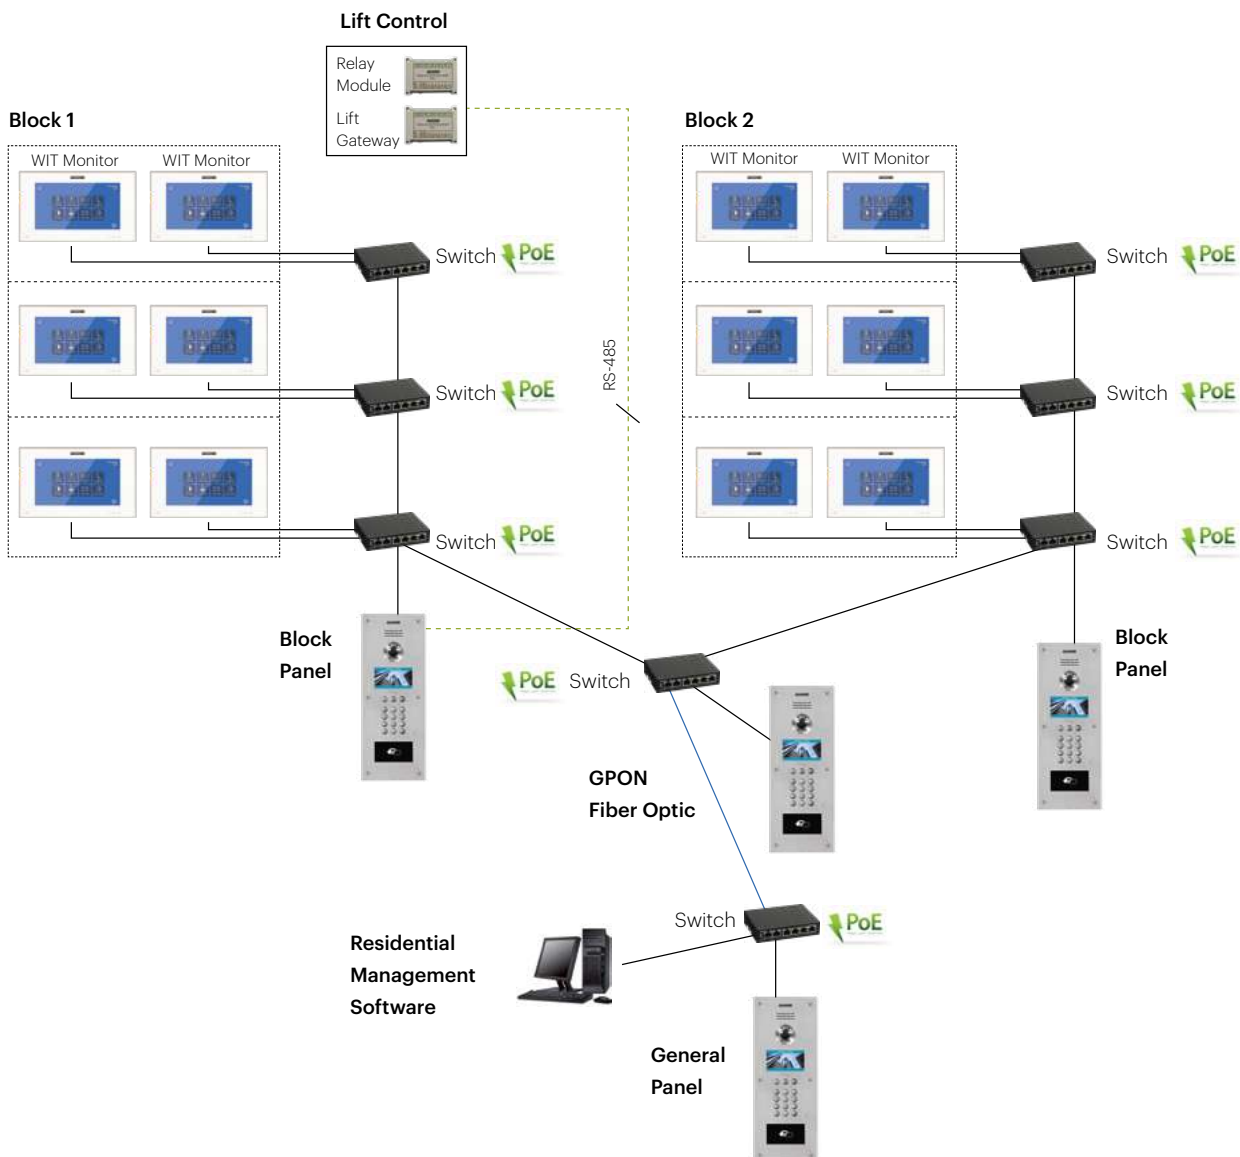 Lift Control
Relay
Module
Lift
Gateway
Block 1
WIT Monitor
WIT Monitor
Switch
PoE
Switch
PoE
Switch
PoE
RS-485
Block 2
WIT Monitor
WIT Monitor
Switch
PoE
Switch
PoE
Switch
PoE
Block
Panel
Block
Panel
PoE
Switch
GPON
Fiber Optic
Switch
PoE
Residential
Management
Software
General
Panel